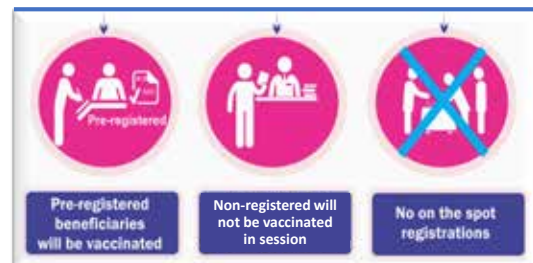 Pre-registered
Pre-registered
beneficiaries
will be vaccinated
Non-registered will
not be vaccinated
in session
No on the spot
registrations